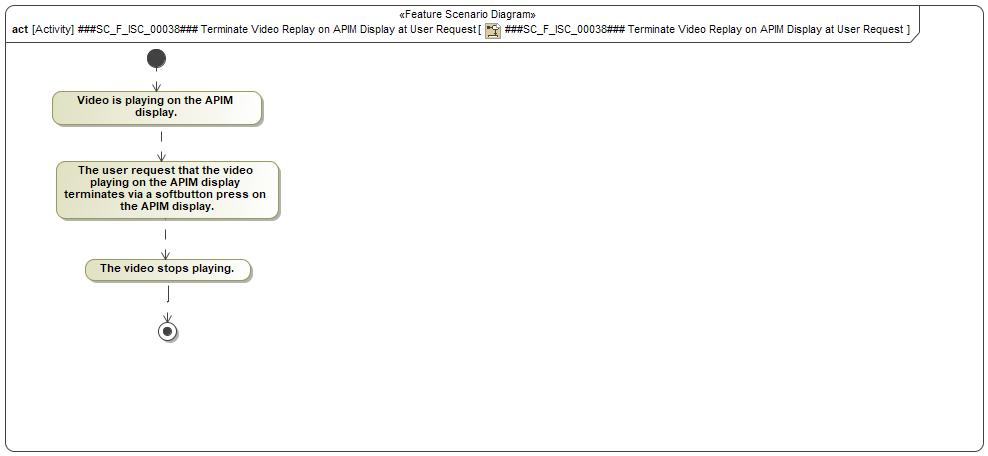 «Feature Scenario Diagram»
act [Activity] ###SC_F_ISC_00038### Terminate Video Replay on APIM Display at User Request [ ###SC_F_ISC_00038### Terminate Video Replay on APIM Display at User Request ]
Video is playing on the APIM
display.
The user request that the video
playing on the APIM display
terminates via a softbutton press on
the APIM display.
The video stops playing.